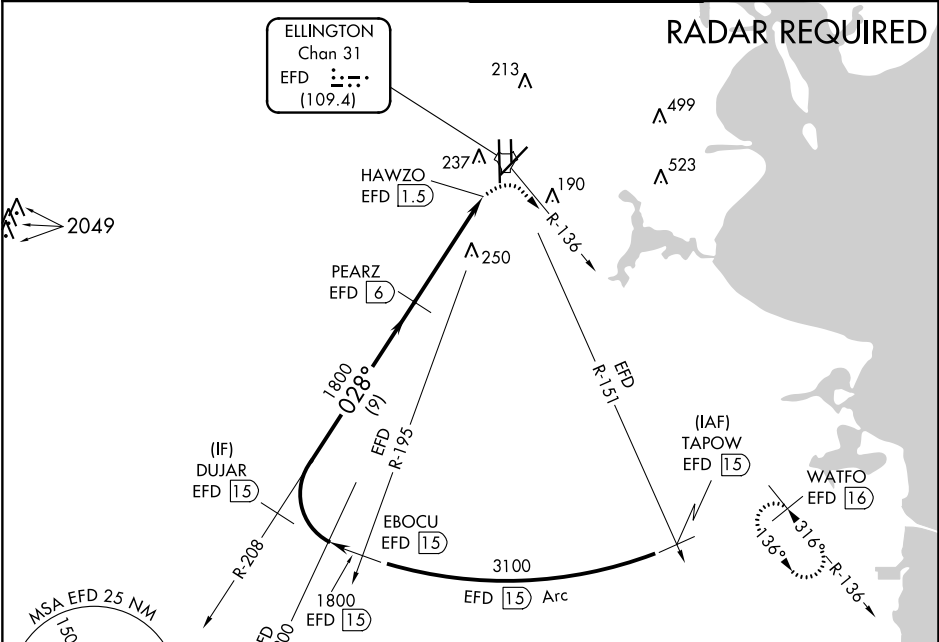 RADAR REQUIRED
ELLINGTON
Chan 31
EFD
(109.4)
213
499
237
HAWZO
EFD 1.5
190
523
R-136
2049
250
PEARZ
EFD 6
1800
028°
(9)
EFD
R-195
EFD
R-151
(IF)
DUJAR
EFD 15
(IAF)
TAPOW
EFD 15
WATFO
EFD 16
EBOCU
EFD 15
316°
136°
R-136
R-208
3100
EFD 15 Arc
1800
EFD 15
MSA EFD 25 NM